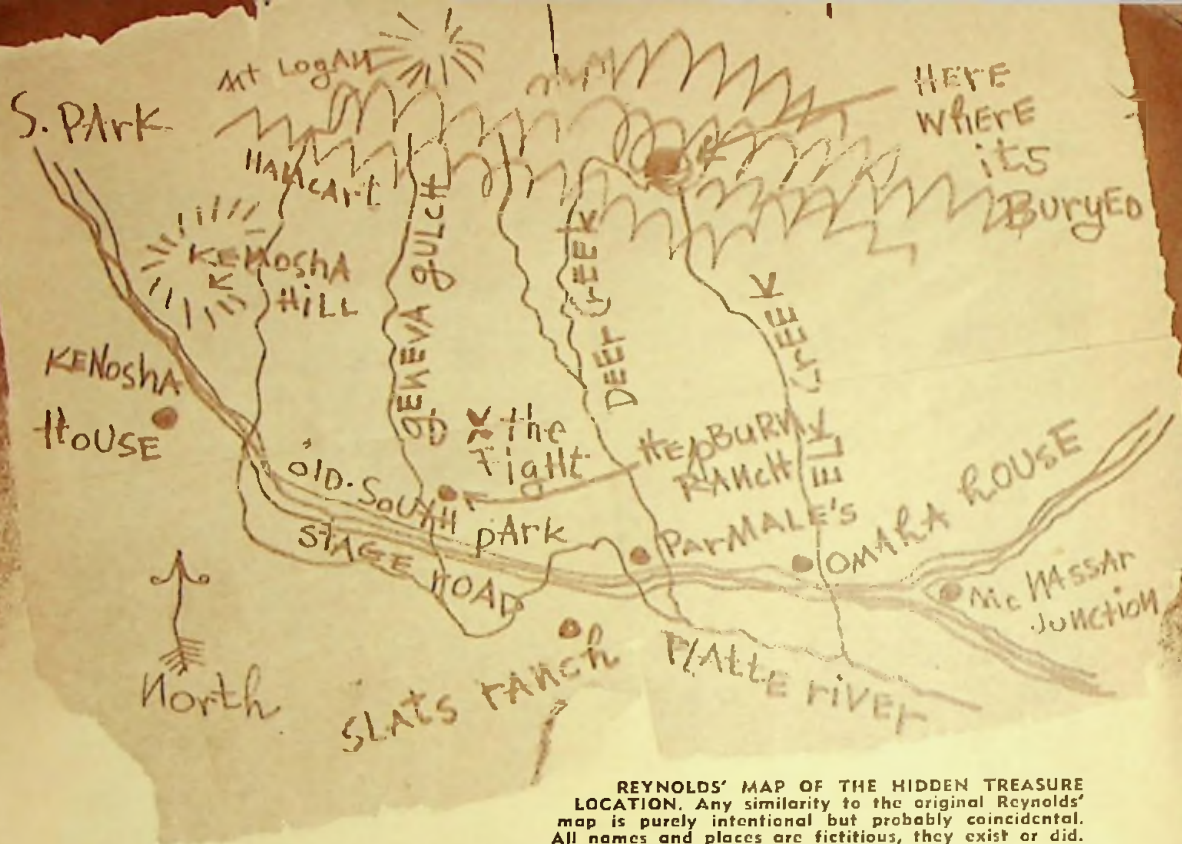 Mt LogAN
S. PArk
HERE
WhERE
its
BuryED
HAllAcArt
KENOshA
HiLL
gENEVA gULCH
DEEr CrEEK
ELK CrEEK
KENOshA
HOUSE
the
Fight
HEpBURN
RANcH
OlD. SOUtH pArk
STAGE ROAD
ParMALE'S
OMAhA hOUSE
Mc NASSAr
JUNCtiON
North
SLAtS rANCh
PlAttE riVEr
REYNOLDS' MAP OF THE HIDDEN TREASURE
LOCATION. Any similarity to the original Reynolds'
map is purely intentional but probably coincidental.
All names and places are fictitious, they exist or did.